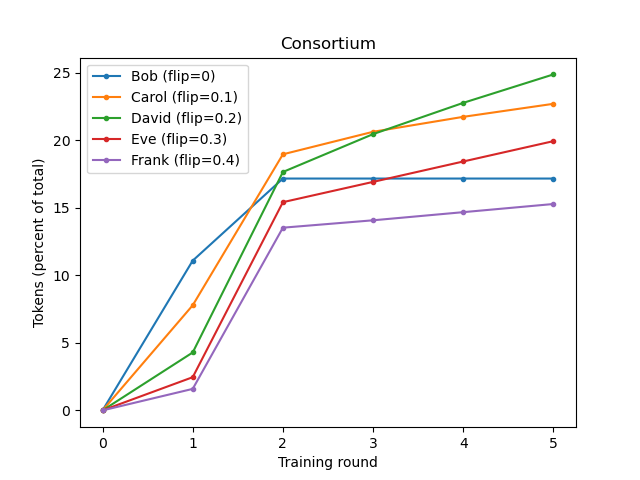 Consortium
Tokens (percent of total)
25
20
15
10
5
0
Bob (flip=0)
Carol (flip=0.1)
David (flip=0.2)
Eve (flip=0.3)
Frank (flip=0.4)
0 1 2 3 4 5
Training round